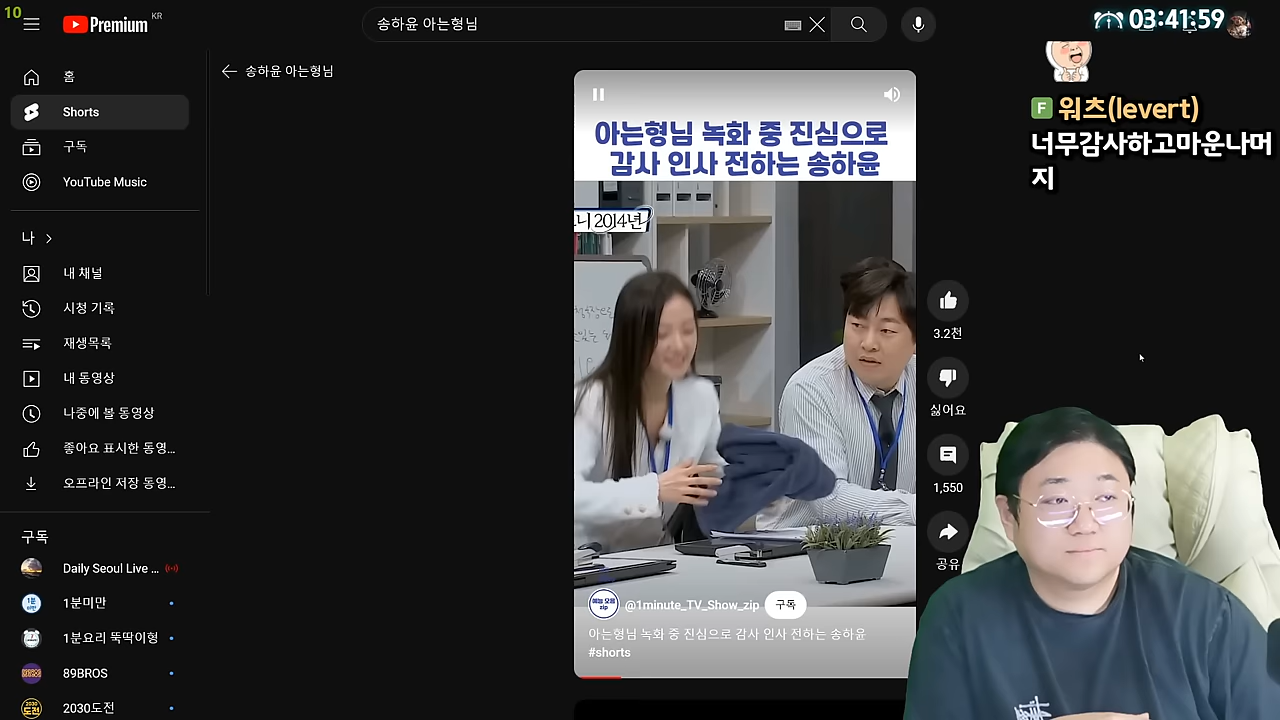 10
Premium
KR
송하윤 아는형님
03:41:59
홈
Shorts
구독
YouTube Music
나
내 채널
시청 기록
재생목록
내 동영상
나중에 볼 동영상
좋아요 표시한 동영...
오프라인 저장 동영...
구독
Daily Seoul Live ...
1분미만
1분요리 뚝딱이형
89BROS
2030도전
송하윤 아는형님
아는형님 녹화 중 진심으로
감사 인사 전하는 송하윤
니 2014년
3.2천
싫어요
1,550
공유
@1minute_TV_Show_zip
구독
아는형님 녹화 중 진심으로 감사 인사 전하는 송하윤
#shorts
F 워츠(levert)
너무감사하고마운나머
지